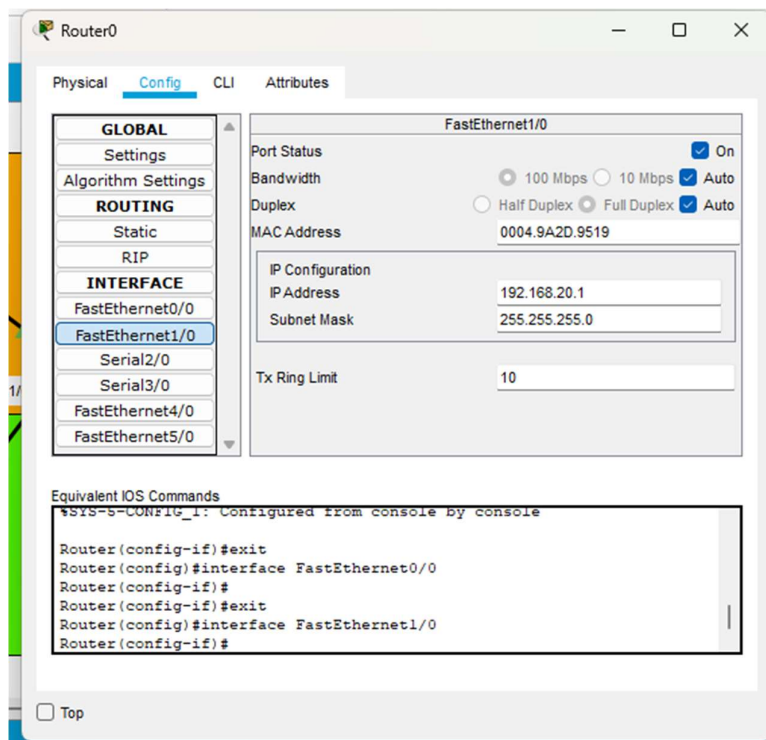 Router0
Physical Config CLI Attributes
GLOBAL
Settings
Algorithm Settings
ROUTING
Static
RIP
INTERFACE
FastEthernet0/0
FastEthernet1/0
Serial2/0
Serial3/0
FastEthernet4/0
FastEthernet5/0
FastEthernet1/0
Port Status On
Bandwidth 100 Mbps 10 Mbps Auto
Duplex Half Duplex Full Duplex Auto
MAC Address 0004.9A2D.9519
IP Configuration
IP Address 192.168.20.1
Subnet Mask 255.255.255.0
Tx Ring Limit 10
Equivalent IOS Commands
%SYS-5-CONFIG_I: Configured from console by console
Router(config-if)#exit
Router(config)#interface FastEthernet0/0
Router(config-if)#
Router(config-if)#exit
Router(config)#interface FastEthernet1/0
Router(config-if)#
Top
1/